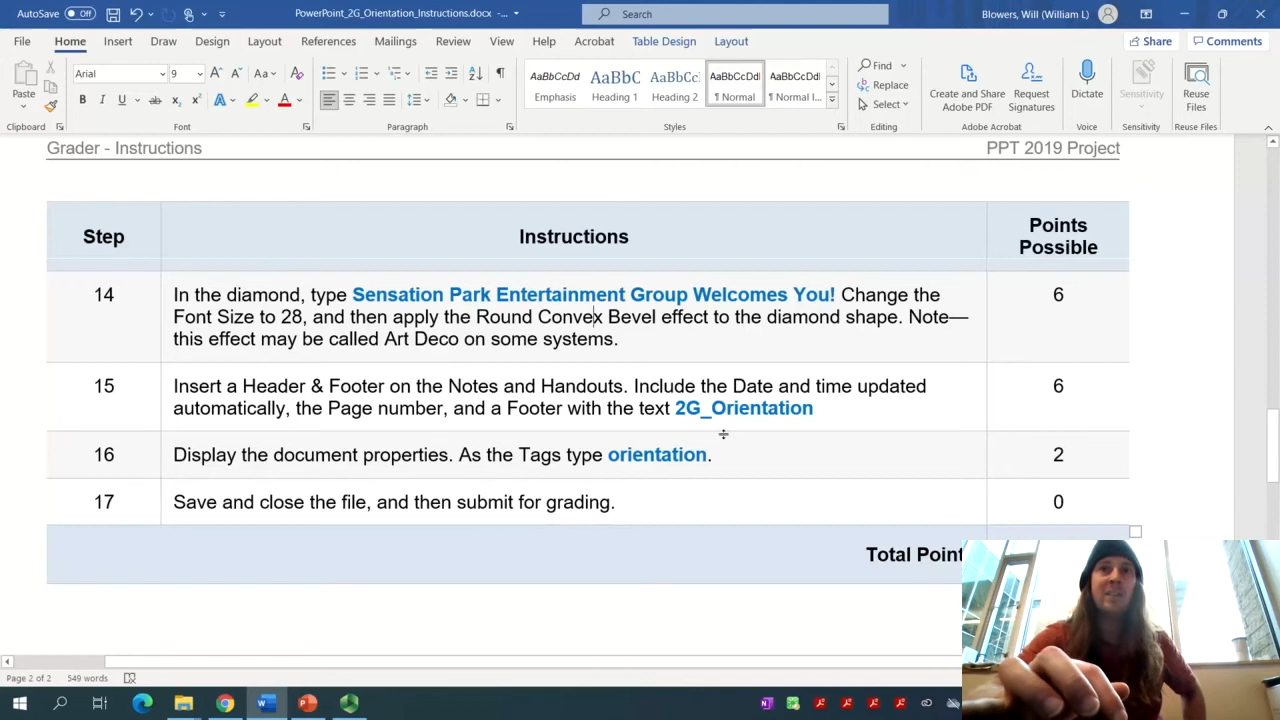 AutoSave Off PowerPoint_2G_Orientation_Instructions.docx -... Search Blowers, Will (William L)
File Home Insert Draw Design Layout References Mailings Review View Help Acrobat Table Design Layout Share Comments
Arial 9 Aa
AaBbCcDd AaBbC AaBbCc AaBbCcDdI AaBbCcDdI
Find
Replace
Select
Paste
Emphasis Heading 1 Heading 2 ¶ Normal ¶ Normal I...
Create and Share Adobe PDF
Request Signatures
Dictate
Sensitivity
Reuse Files
Clipboard Font Paragraph Styles Editing Adobe Acrobat Voice Sensitivity Reuse Files
Grader - Instructions PPT 2019 Project
Step Instructions Points
Possible
14 In the diamond, type Sensation Park Entertainment Group Welcomes You! Change the 6
Font Size to 28, and then apply the Round Convex Bevel effect to the diamond shape. Note—
this effect may be called Art Deco on some systems.
15 Insert a Header & Footer on the Notes and Handouts. Include the Date and time updated 6
automatically, the Page number, and a Footer with the text 2G_Orientation
16 Display the document properties. As the Tags type orientation. 2
17 Save and close the file, and then submit for grading. 0
Total Point
Page 2 of 2 549 words